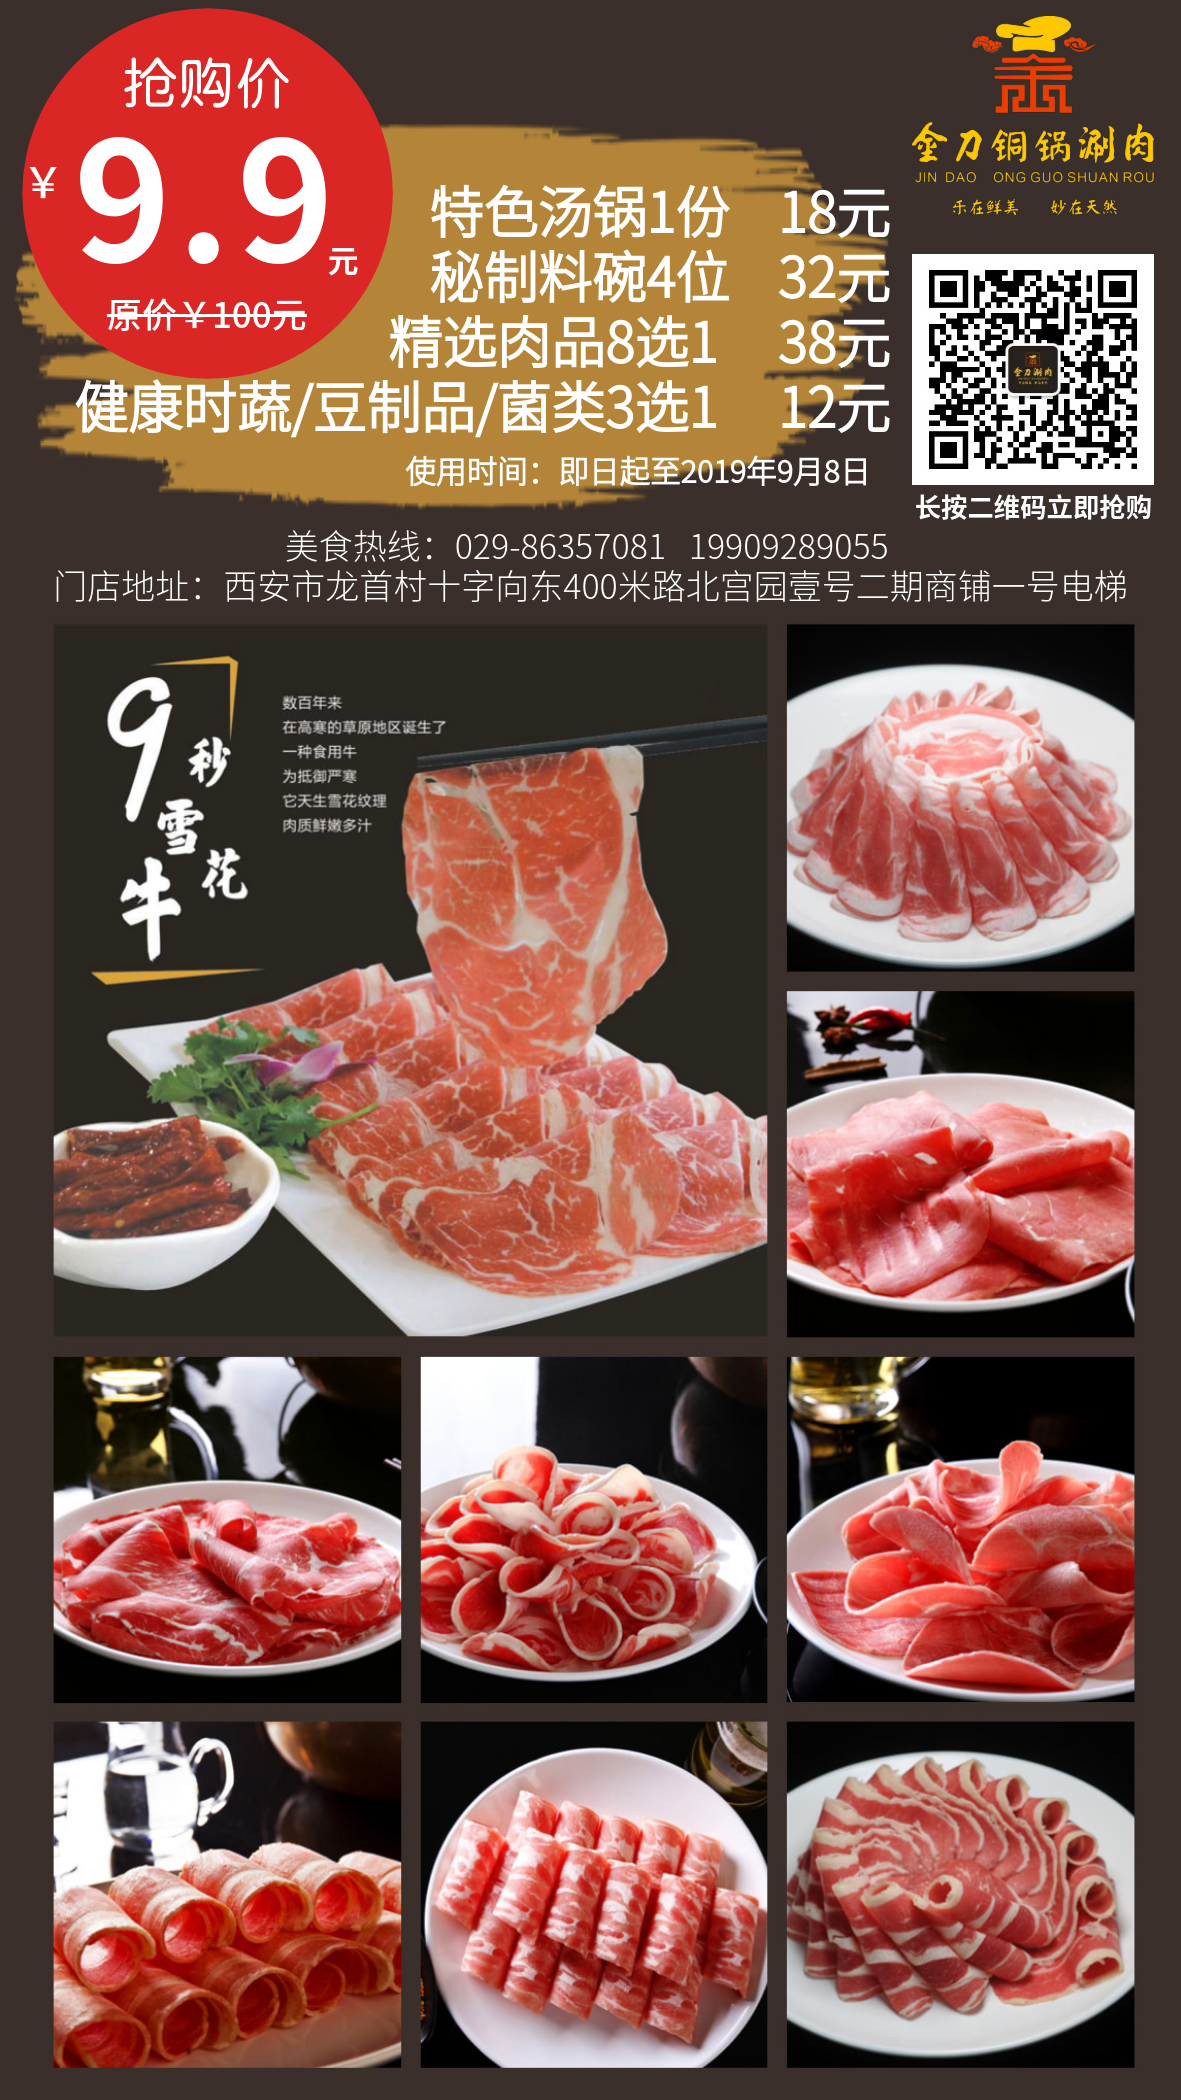 抢购价
¥ 9.9 元
原价￥100元
金刀铜锅涮肉
JIN DAO ONG GUO SHUAN ROU
乐在鲜美 妙在天然
特色汤锅1份 18元
秘制料碗4位 32元
精选肉品8选1 38元
健康时蔬/豆制品/菌类3选1 12元
使用时间：即日起至2019年9月8日
金刀涮肉
长按二维码立即抢购
美食热线：029-86357081 19909289055
门店地址：西安市龙首村十字向东400米路北宫园壹号二期商铺一号电梯
9秒雪花牛
数百年来
在高寒的草原地区诞生了
一种食用牛
为抵御严寒
它天生雪花纹理
肉质鲜嫩多汁